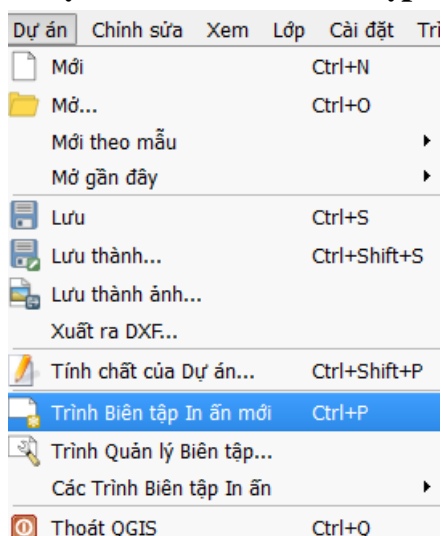 Dự án Chỉnh sửa Xem Lớp Cài đặt
Mới Ctrl+N
Mở... Ctrl+O
Mới theo mẫu
Mở gần đây
Lưu Ctrl+S
Lưu thành... Ctrl+Shift+S
Lưu thành ảnh...
Xuất ra DXF...
Tính chất của Dự án... Ctrl+Shift+P
Trình Biên tập In ấn mới Ctrl+P
Trình Quản lý Biên tập...
Các Trình Biên tập In ấn
Thoát QGIS Ctrl+Q